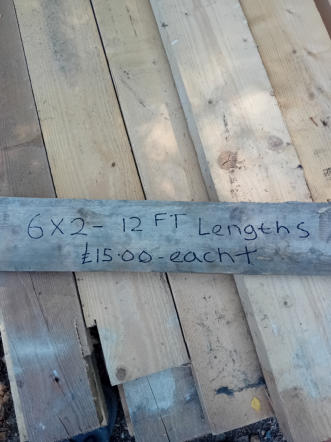 6X2 - 12 FT Lengths
£15.00 - each